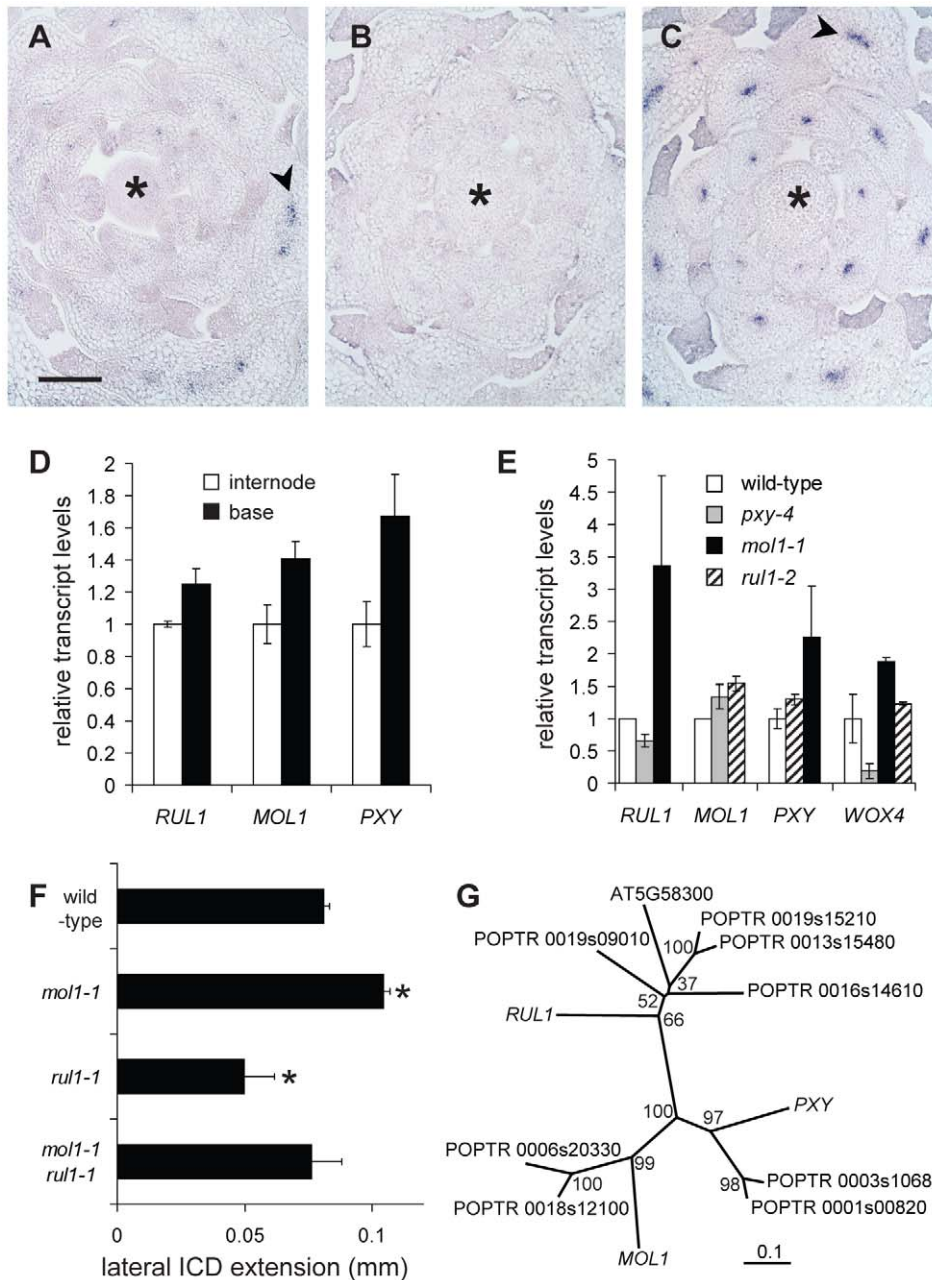 A
B
C
*
*
*
D
relative transcript levels
2
1.8
1.6
1.4
1.2
1
0.8
0.6
0.4
0.2
0
internode
base
RUL1
MOL1
PXY
E
relative transcript levels
5
4.5
4
3.5
3
2.5
2
1.5
1
0.5
0
wild-type
pxy-4
mol1-1
rul1-2
RUL1
MOL1
PXY
WOX4
F
wild
-type
mol1-1
*
rul1-1
*
mol1-1
rul1-1
0
0.05
0.1
lateral ICD extension (mm)
G
AT5G58300
POPTR 0019s15210
POPTR 0019s09010
100
POPTR 0013s15480
37
POPTR 0016s14610
52
RUL1
66
PXY
100
97
POPTR 0006s20330
99
POPTR 0003s1068
100
98
POPTR 0001s00820
POPTR 0018s12100
MOL1
0.1